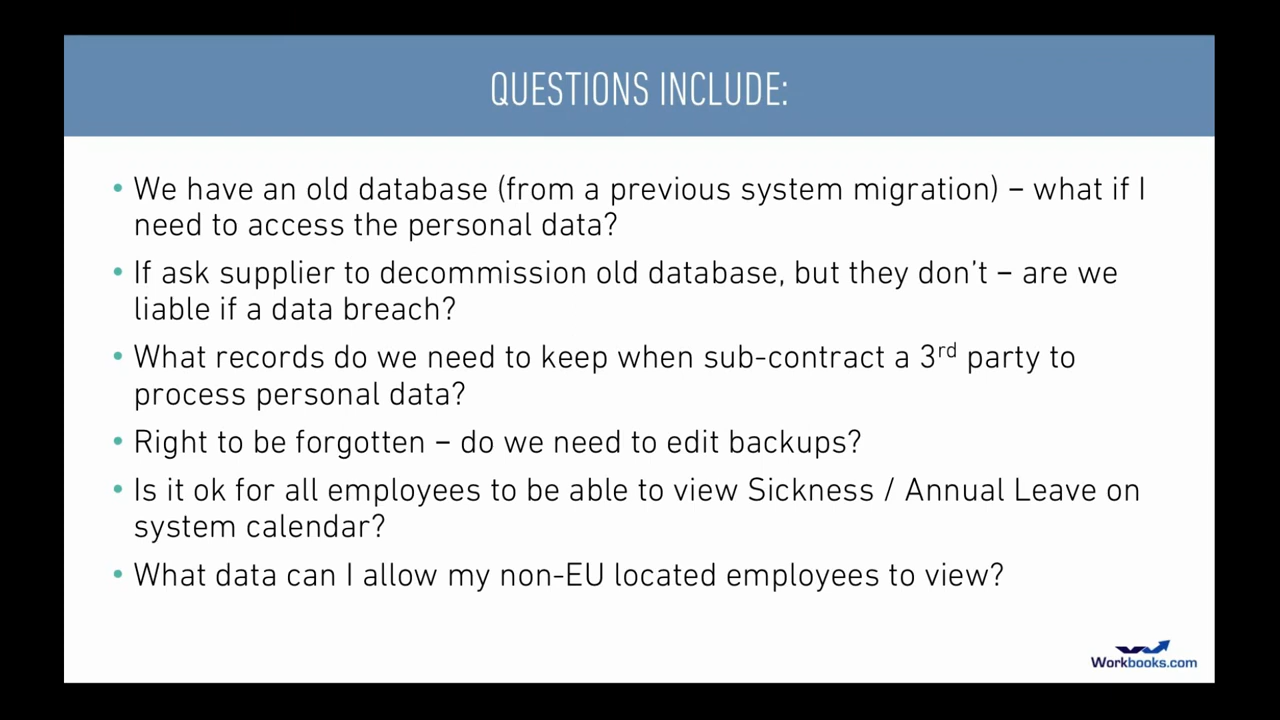 QUESTIONS INCLUDE:
• We have an old database (from a previous system migration) – what if I
need to access the personal data?
• If ask supplier to decommission old database, but they don't – are we
liable if a data breach?
• What records do we need to keep when sub-contract a 3rd party to
process personal data?
• Right to be forgotten – do we need to edit backups?
• Is it ok for all employees to be able to view Sickness / Annual Leave on
system calendar?
• What data can I allow my non-EU located employees to view?
Workbooks.com